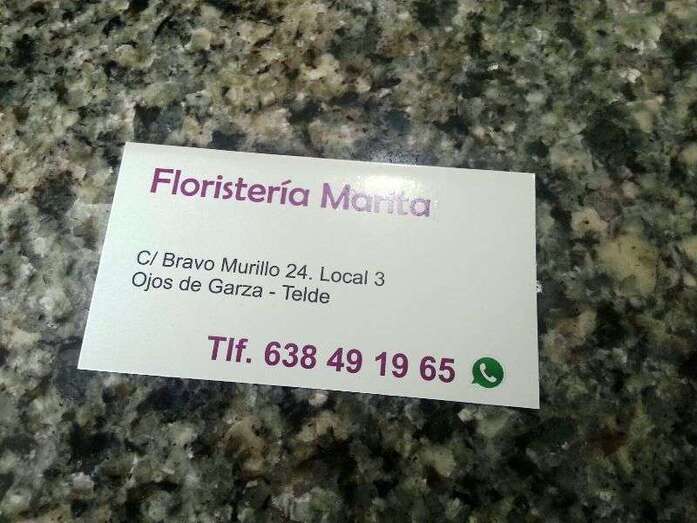 Floristería Marita
C/ Bravo Murillo 24. Local 3
Ojos de Garza - Telde
Tlf. 638 49 19 65